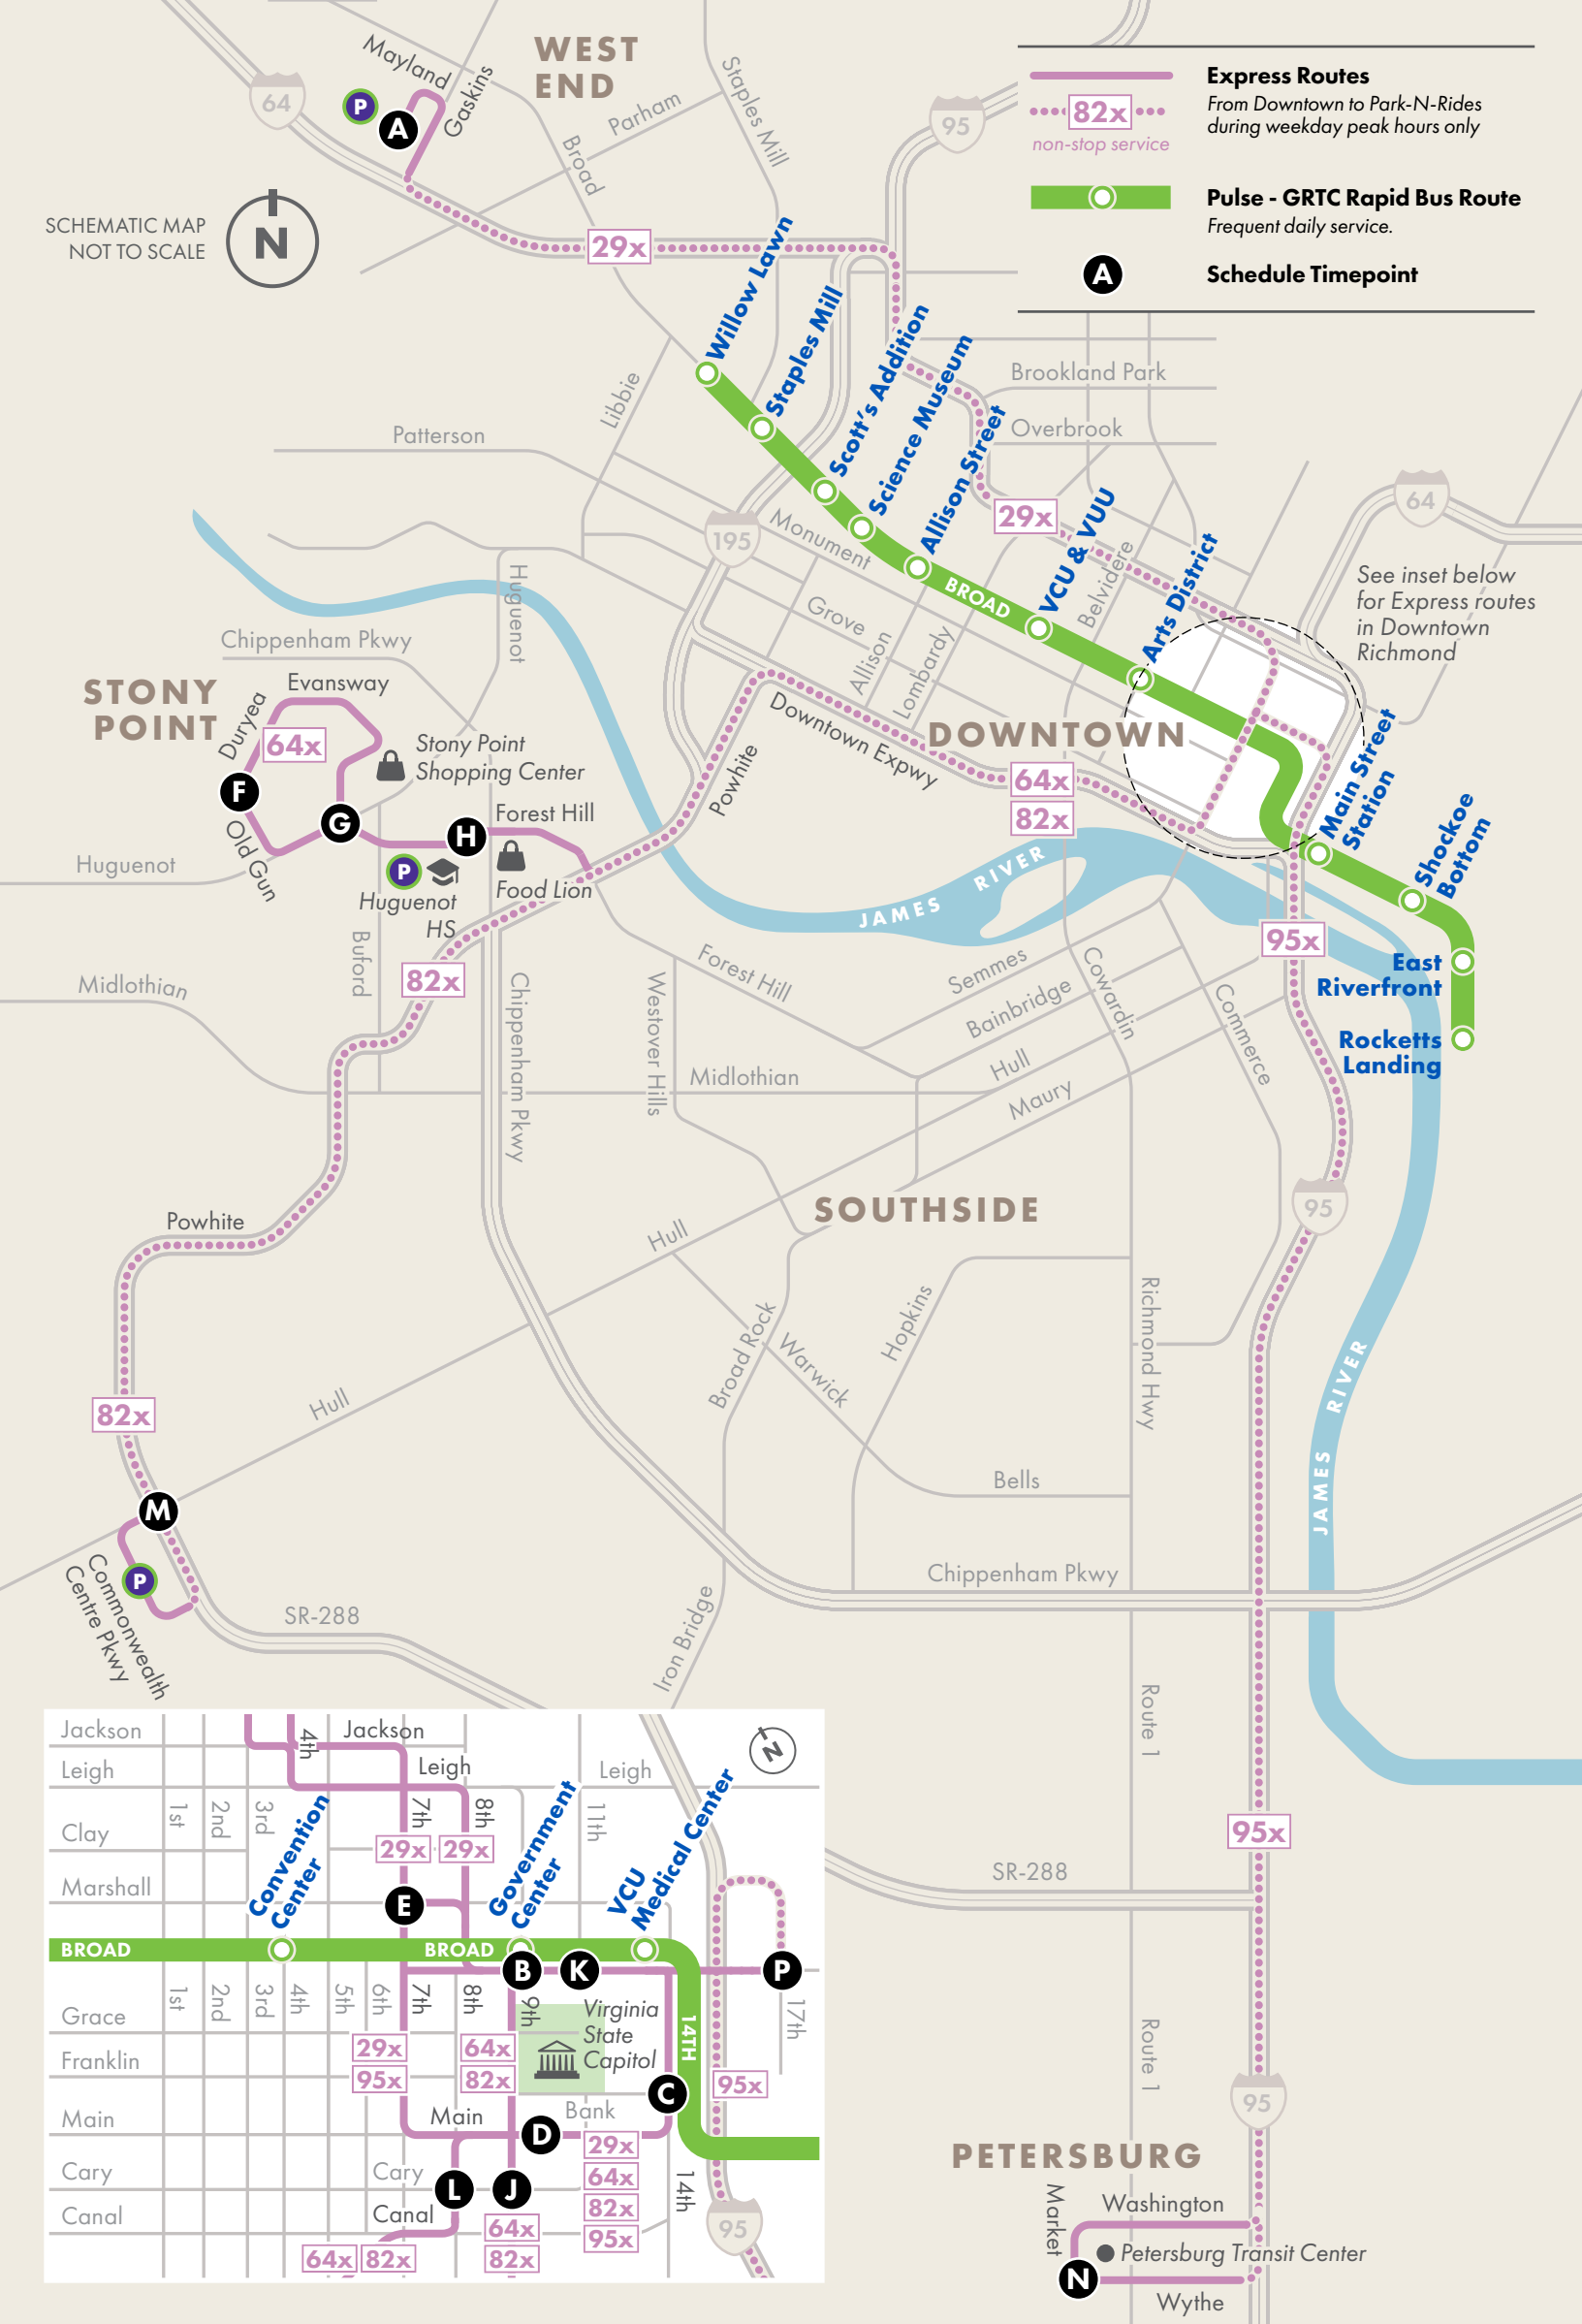 WEST
END
Mayland
Gaskins
64
P
A
Broad
Parham
Staples Mill
95
Express Routes
82x
non-stop service
From Downtown to Park-N-Rides
during weekday peak hours only
Pulse - GRTC Rapid Bus Route
Frequent daily service.
A
Schedule Timepoint
SCHEMATIC MAP
NOT TO SCALE
N
29x
Willow Lawn
Staples Mill
Scott's Addition
Science Museum
Allison Street
VCU & VUU
Arts District
Brookland Park
Overbrook
Libbie
Patterson
29x
64
195
Monument
BROAD
Belvidere
Grove
Allison
Lombardy
See inset below
for Express routes
in Downtown
Richmond
Huguenot
Chippenham Pkwy
STONY
POINT
Evansway
Duryea
64x
Stony Point
Shopping Center
F
G
H
Forest Hill
Old Gun
Huguenot
P
Huguenot
HS
Food Lion
Powhite
Downtown Expwy
DOWNTOWN
64x
82x
Main Street
Station
Shockoe
Bottom
JAMES RIVER
95x
East
Riverfront
Rocketts
Landing
Midlothian
Buford
82x
Chippenham Pkwy
Westover Hills
Forest Hill
Semmes
Bainbridge
Cowardin
Commerce
Midlothian
Hull
Maury
95
SOUTHSIDE
Powhite
Hull
Broad Rock
Warwick
Hopkins
Richmond Hwy
JAMES RIVER
82x
Hull
Bells
M
P
Commonwealth
Centre Pkwy
SR-288
Chippenham Pkwy
Iron Bridge
Route 1
95x
SR-288
Route 1
95
PETERSBURG
Market
Washington
Petersburg Transit Center
N
Wythe
Jackson
4th
Jackson
N
Leigh
Leigh
Leigh
1st
2nd
3rd
7th
8th
11th
Clay
29x
29x
Convention
Center
Government
Center
VCU
Medical Center
Marshall
E
BROAD
BROAD
B
K
P
1st
2nd
3rd
4th
5th
6th
7th
8th
9th
17th
Grace
Virginia
State
Capitol
14TH
29x
64x
Franklin
95x
82x
95x
C
Main
Main
Bank
D
29x
Cary
Cary
64x
14th
L
J
82x
Canal
Canal
64x
95x
95
64x
82x
82x